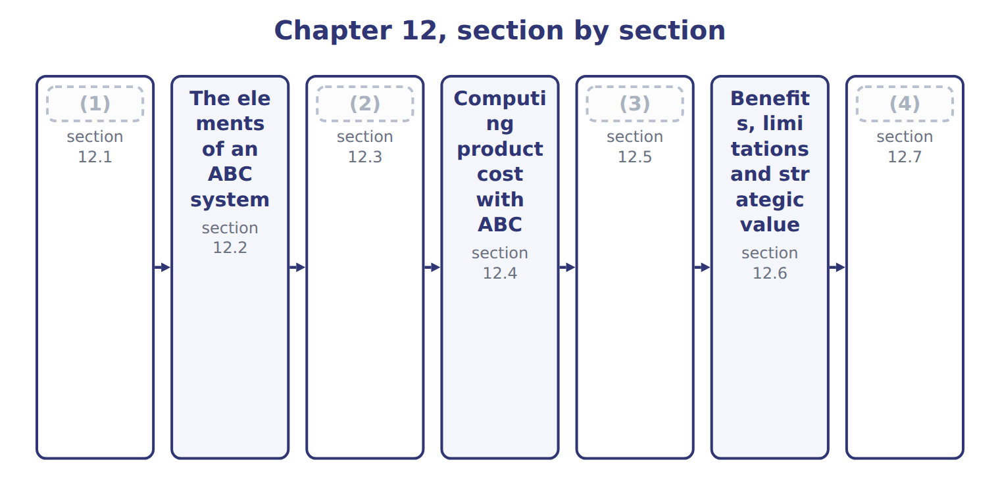 Chapter 12, section by section
(1)
section
12.1
The ele
ments
of an
ABC
system
section
12.2
(2)
section
12.3
Computi
ng
product
cost
with
ABC
section
12.4
(3)
section
12.5
Benefit
s, limi
tations
and str
ategic
value
section
12.6
(4)
section
12.7